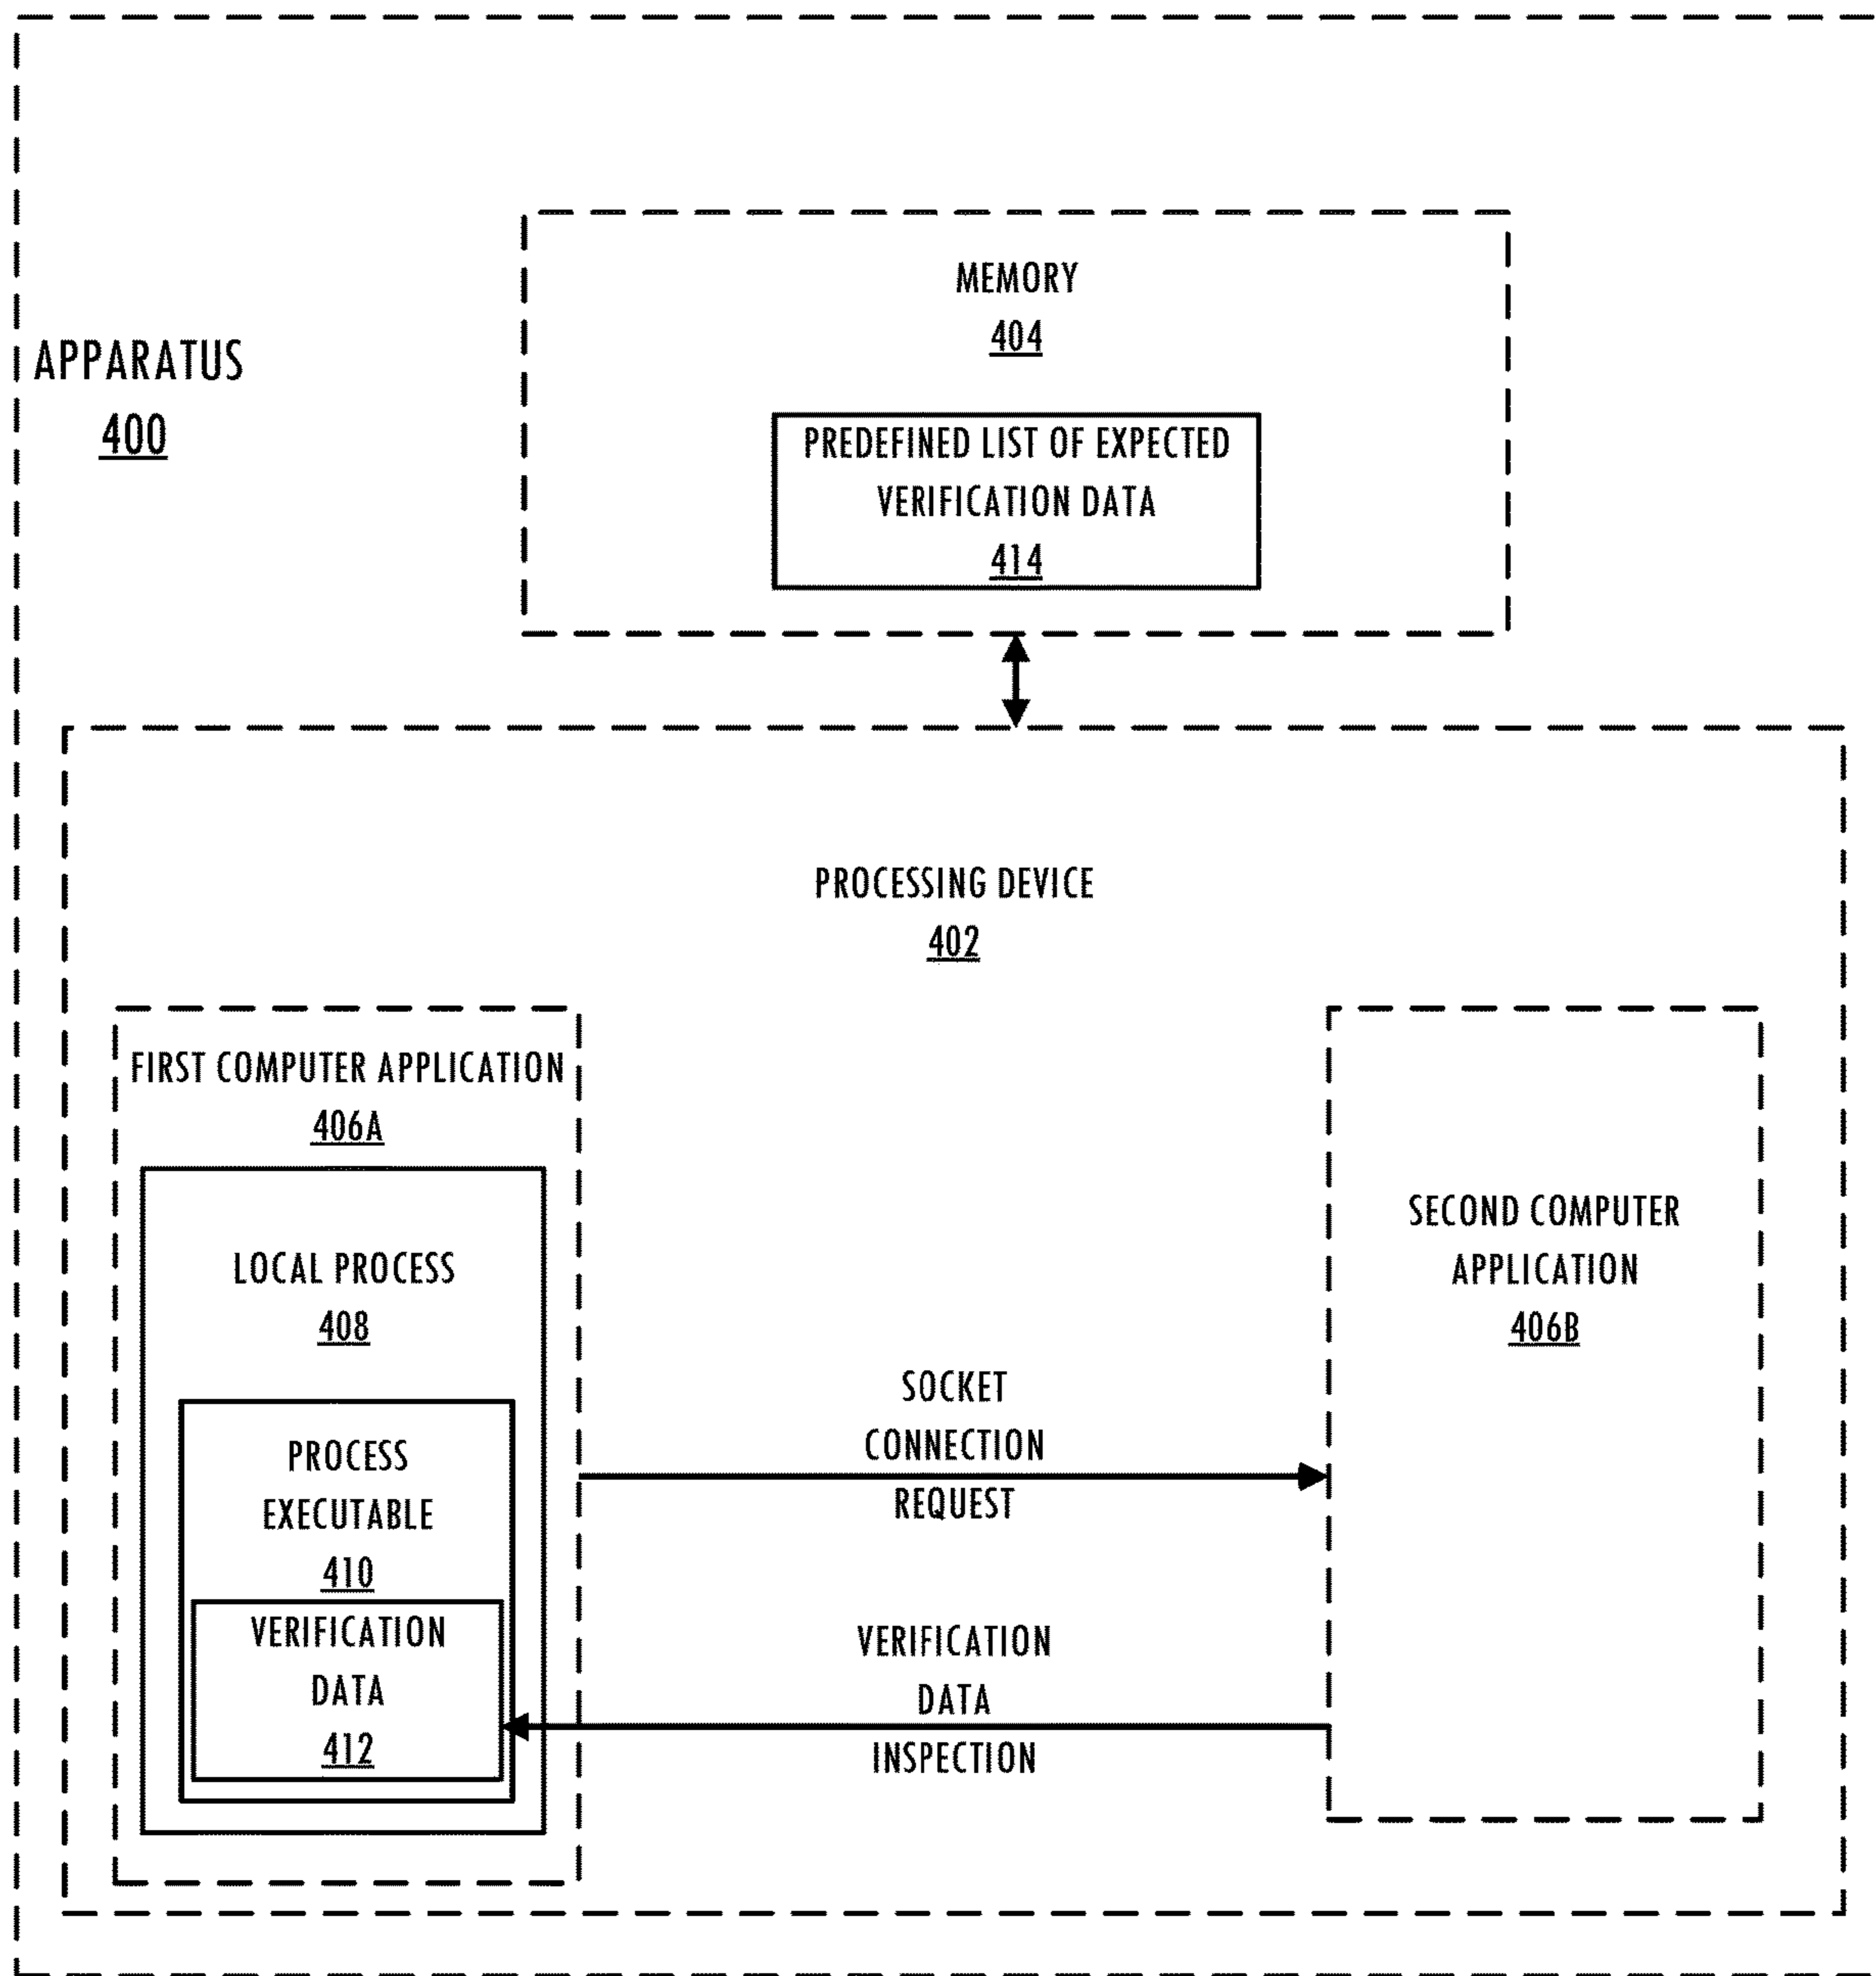 MEMORY
404
APPARATUS
400
PREDEFINED LIST OF EXPECTED
VERIFICATION DATA
414
PROCESSING DEVICE
402
FIRST COMPUTER APPLICATION
406A
LOCAL PROCESS
408
PROCESS
EXECUTABLE
410
VERIFICATION
DATA
412
SOCKET
CONNECTION
REQUEST
VERIFICATION
DATA
INSPECTION
SECOND COMPUTER
APPLICATION
406B